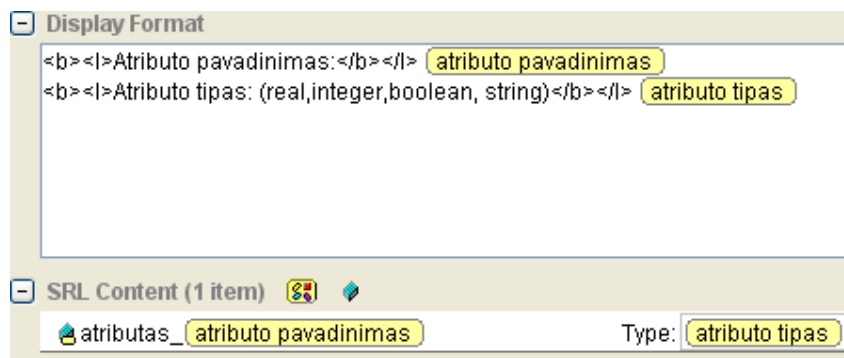 Display Format
<b><I>Atributo pavadinimas:</b></I> atributo pavadinimas
<b><I>Atributo tipas: (real,integer,boolean, string)</b></I> atributo tipas
SRL Content (1 item)
atributas_ atributo pavadinimas Type: atributo tipas